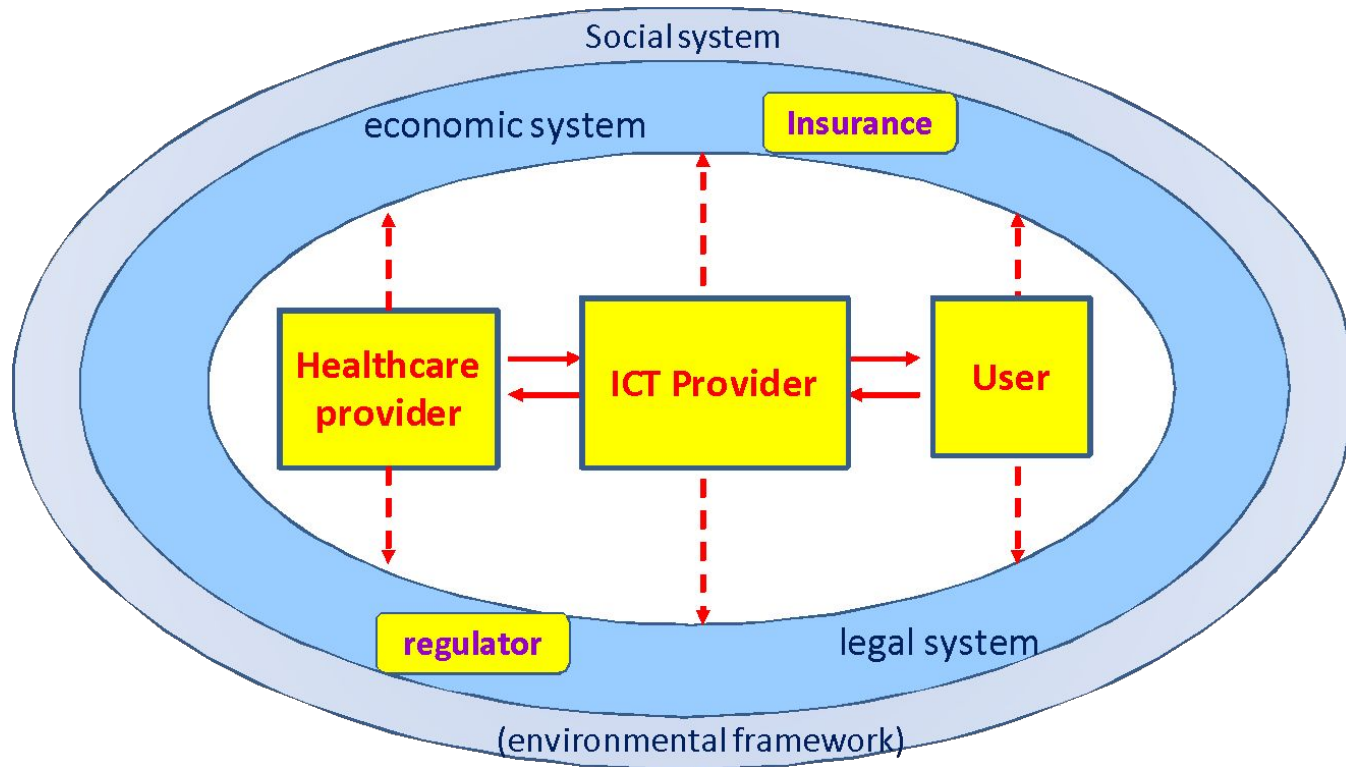 Social system
economic system
Insurance
Healthcare
provider
ICT Provider
User
regulator
legal system
(environmental framework)